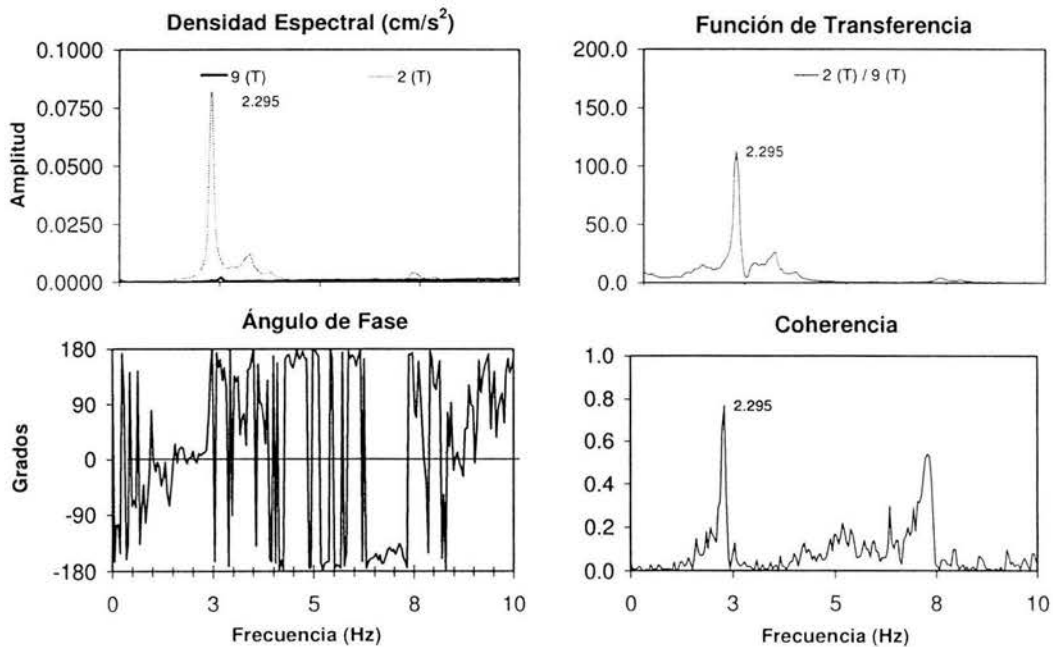 Densidad Espectral (cm/s²)
0.1000
0.0750
0.0500
0.0250
0.0000
Amplitud
9 (T)
2 (T)
2.295
Función de Transferencia
200.0
150.0
100.0
50.0
0.0
2 (T) / 9 (T)
2.295
Ángulo de Fase
180
90
0
-90
-180
Grados
0 3 5 8 10
Frecuencia (Hz)
Coherencia
1.0
0.8
0.6
0.4
0.2
0.0
2.295
0 3 5 8 10
Frecuencia (Hz)